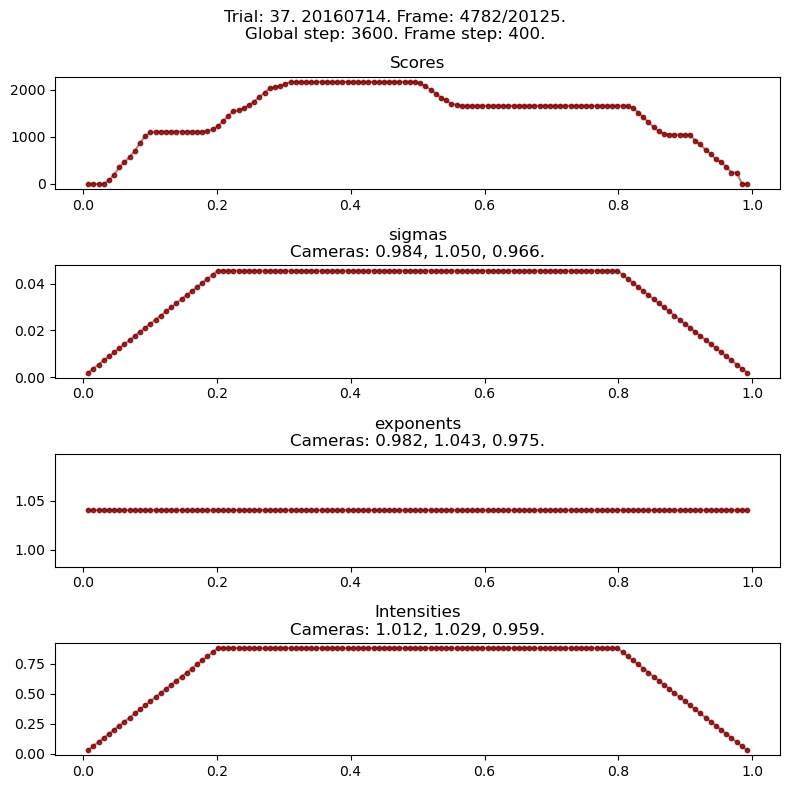 Trial: 37. 20160714. Frame: 4782/20125.
Global step: 3600. Frame step: 400.
Scores
2000
1000
0
0.0 0.2 0.4 0.6 0.8 1.0
sigmas
Cameras: 0.984, 1.050, 0.966.
0.04
0.02
0.00
0.0 0.2 0.4 0.6 0.8 1.0
exponents
Cameras: 0.982, 1.043, 0.975.
1.05
1.00
0.0 0.2 0.4 0.6 0.8 1.0
Intensities
Cameras: 1.012, 1.029, 0.959.
0.75
0.50
0.25
0.00
0.0 0.2 0.4 0.6 0.8 1.0